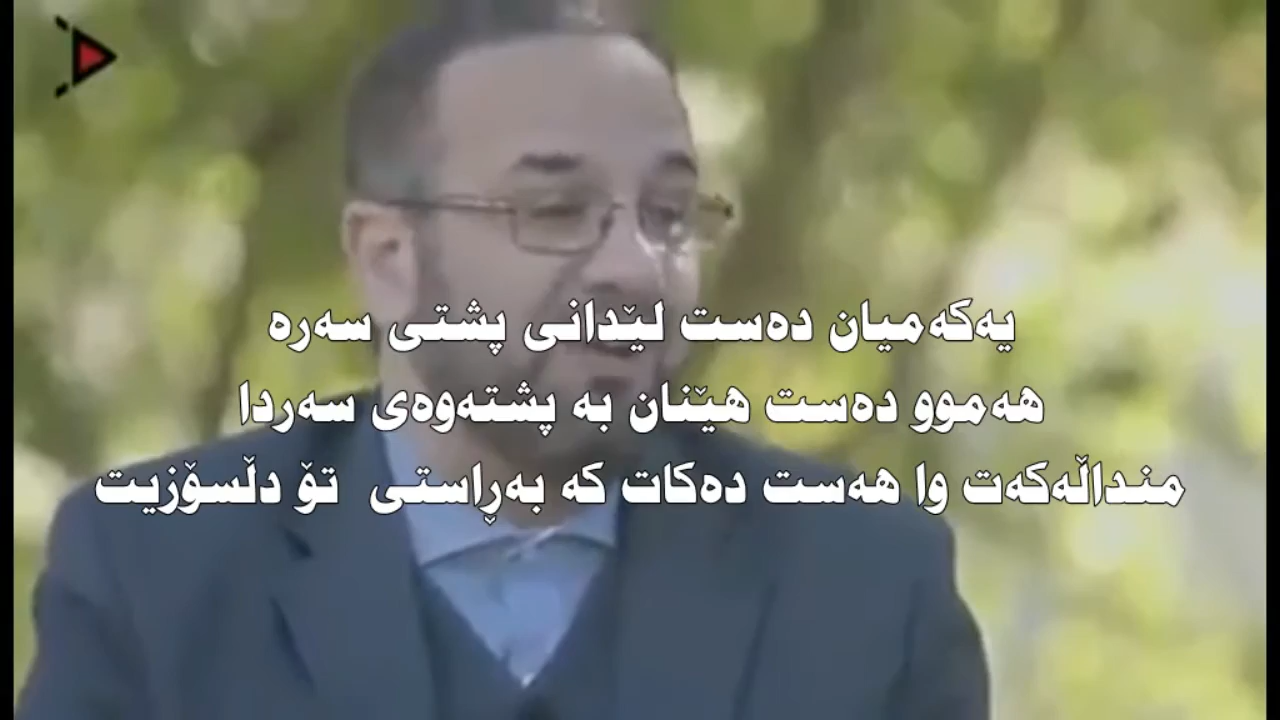 یەکەمیان دەست لێدانی پشتی سەرە
هەموو دەست هێنان بە پشتەوەی سەردا
منداڵەکەت وا هەست دەکات کە بەڕاستی تۆ دڵسۆزیت